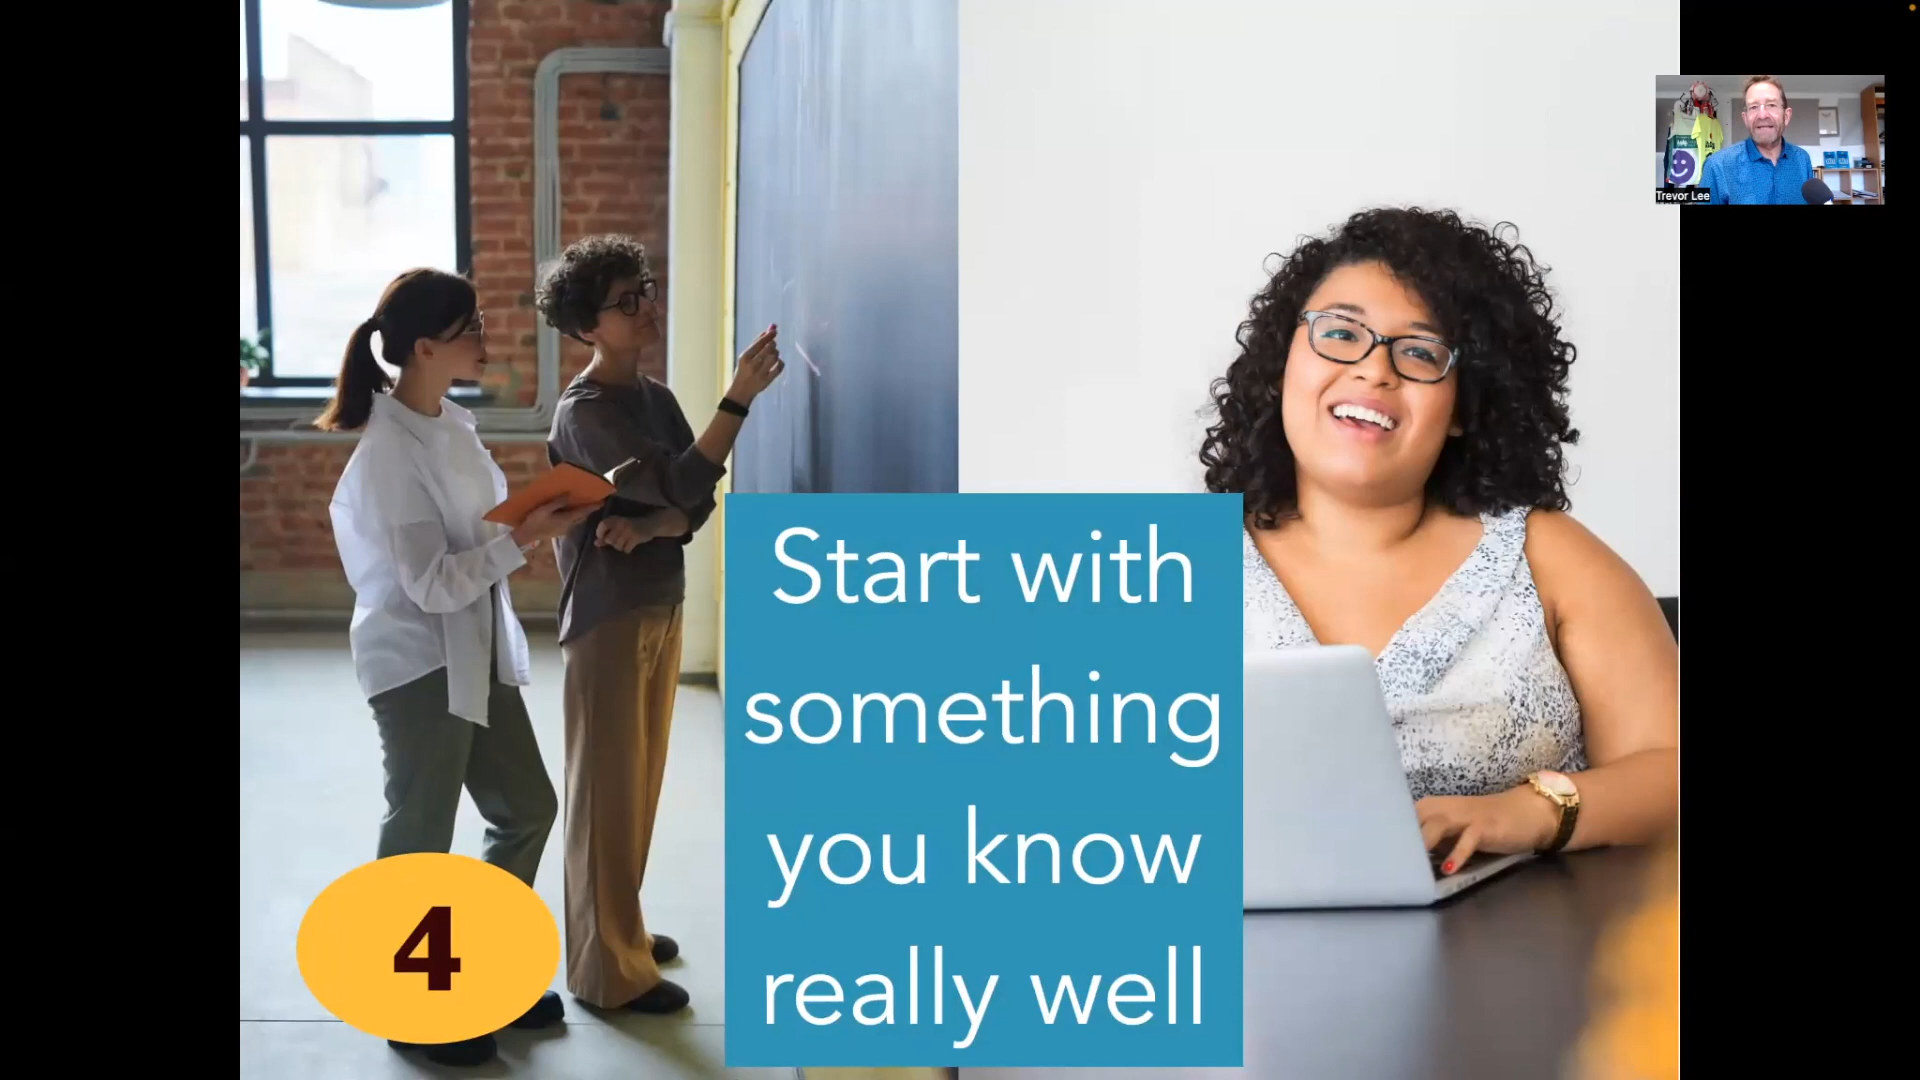 Trevor Lee
Start with
something
you know
really well
4